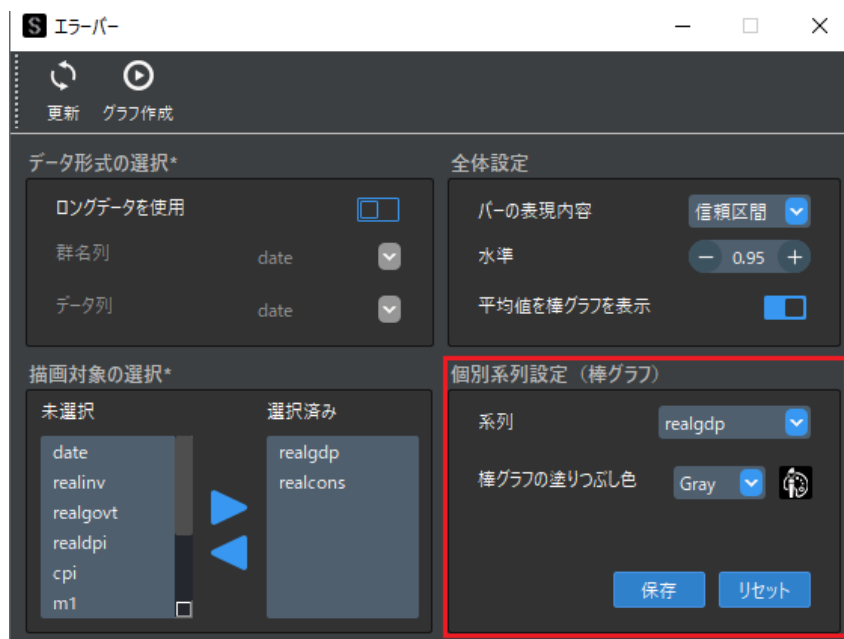 S エラーバー
更新 グラフ作成
データ形式の選択*
ロングデータを使用
群名列 date
データ列 date
全体設定
バーの表現内容 信頼区間
水準 − 0.95 +
平均値を棒グラフを表示
描画対象の選択*
未選択 選択済み
date
realinv
realgovt
realdpi
cpi
m1
realgdp
realcons
個別系列設定（棒グラフ）
系列 realgdp
棒グラフの塗りつぶし色 Gray
保存 リセット